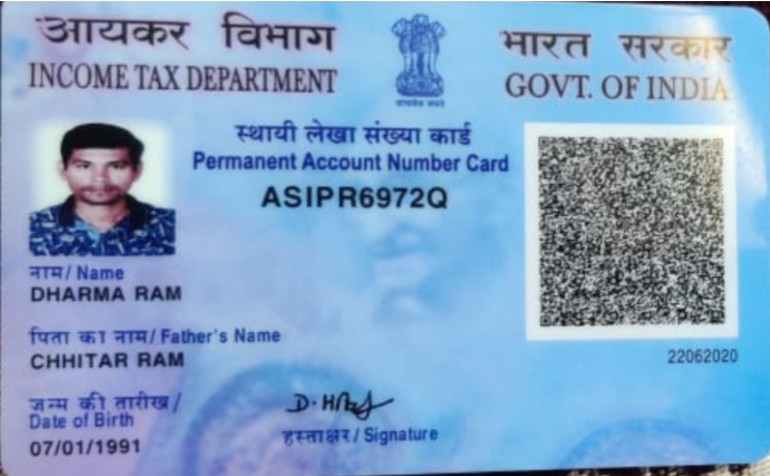 आयकर विभाग
INCOME TAX DEPARTMENT
भारत सरकार
GOVT. OF INDIA
सत्यमेव जयते
स्थायी लेखा संख्या कार्ड
Permanent Account Number Card
ASIPR6972Q
नाम/ Name
DHARMA RAM
पिता का नाम/ Father's Name
CHHITAR RAM
जन्म की तारीख/
Date of Birth
07/01/1991
हस्ताक्षर/ Signature
22062020